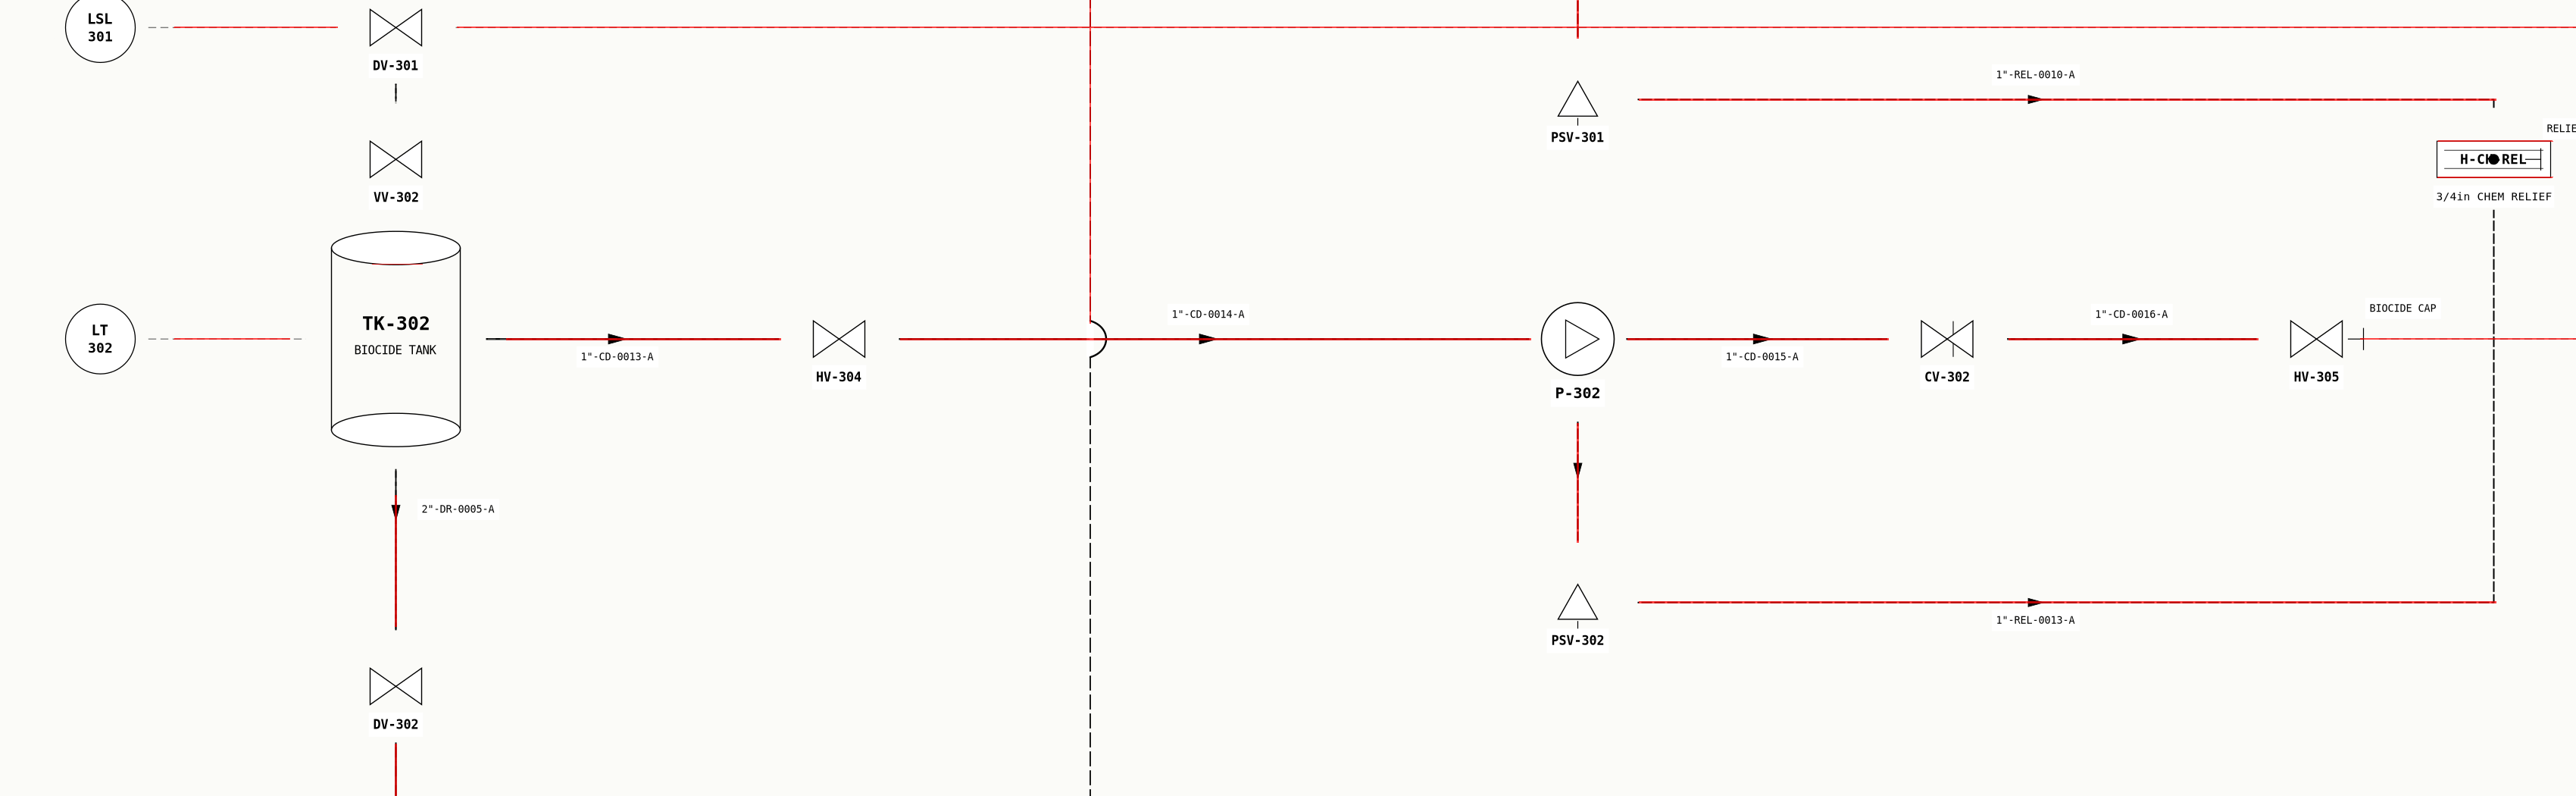 LSL
301
DV-301
1"-REL-0010-A
PSV-301
RELIE
H-CH-REL
3/4in CHEM RELIEF
VV-302
TK-302
BIOCIDE TANK
LT
302
1"-CD-0013-A
HV-304
1"-CD-0014-A
P-302
1"-CD-0015-A
CV-302
1"-CD-0016-A
HV-305
BIOCIDE CAP
2"-DR-0005-A
PSV-302
1"-REL-0013-A
DV-302